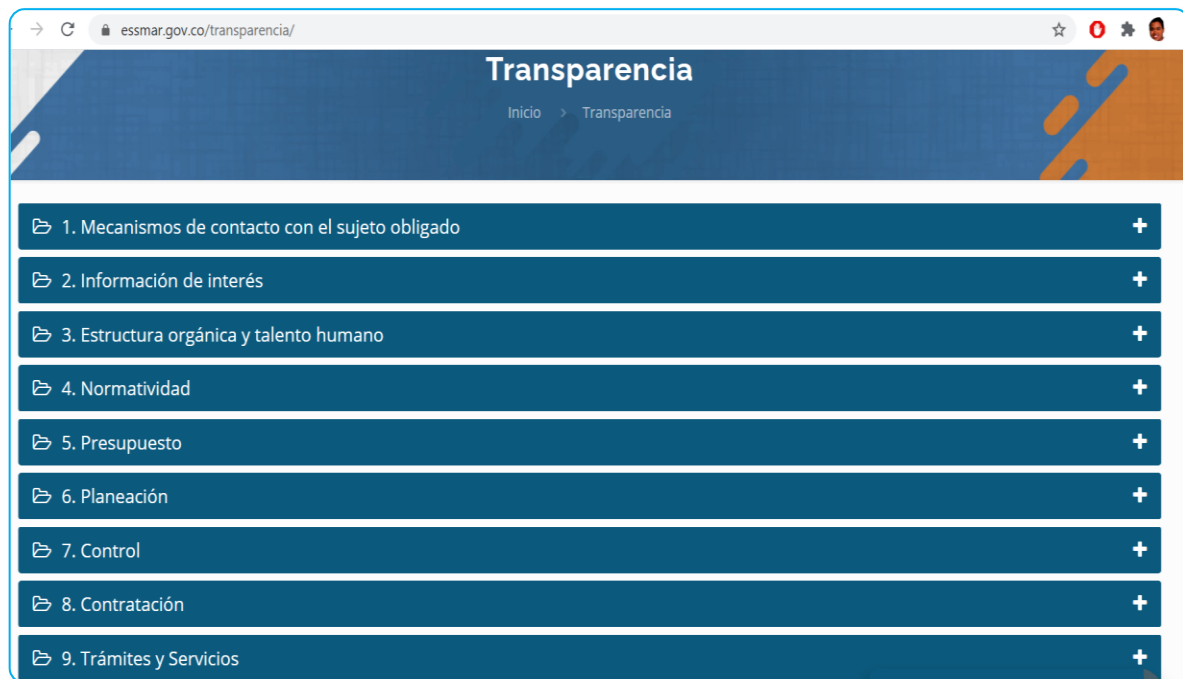 essmar.gov.co/transparencia/
Transparencia
Inicio > Transparencia
1. Mecanismos de contacto con el sujeto obligado
2. Información de interés
3. Estructura orgánica y talento humano
4. Normatividad
5. Presupuesto
6. Planeación
7. Control
8. Contratación
9. Trámites y Servicios